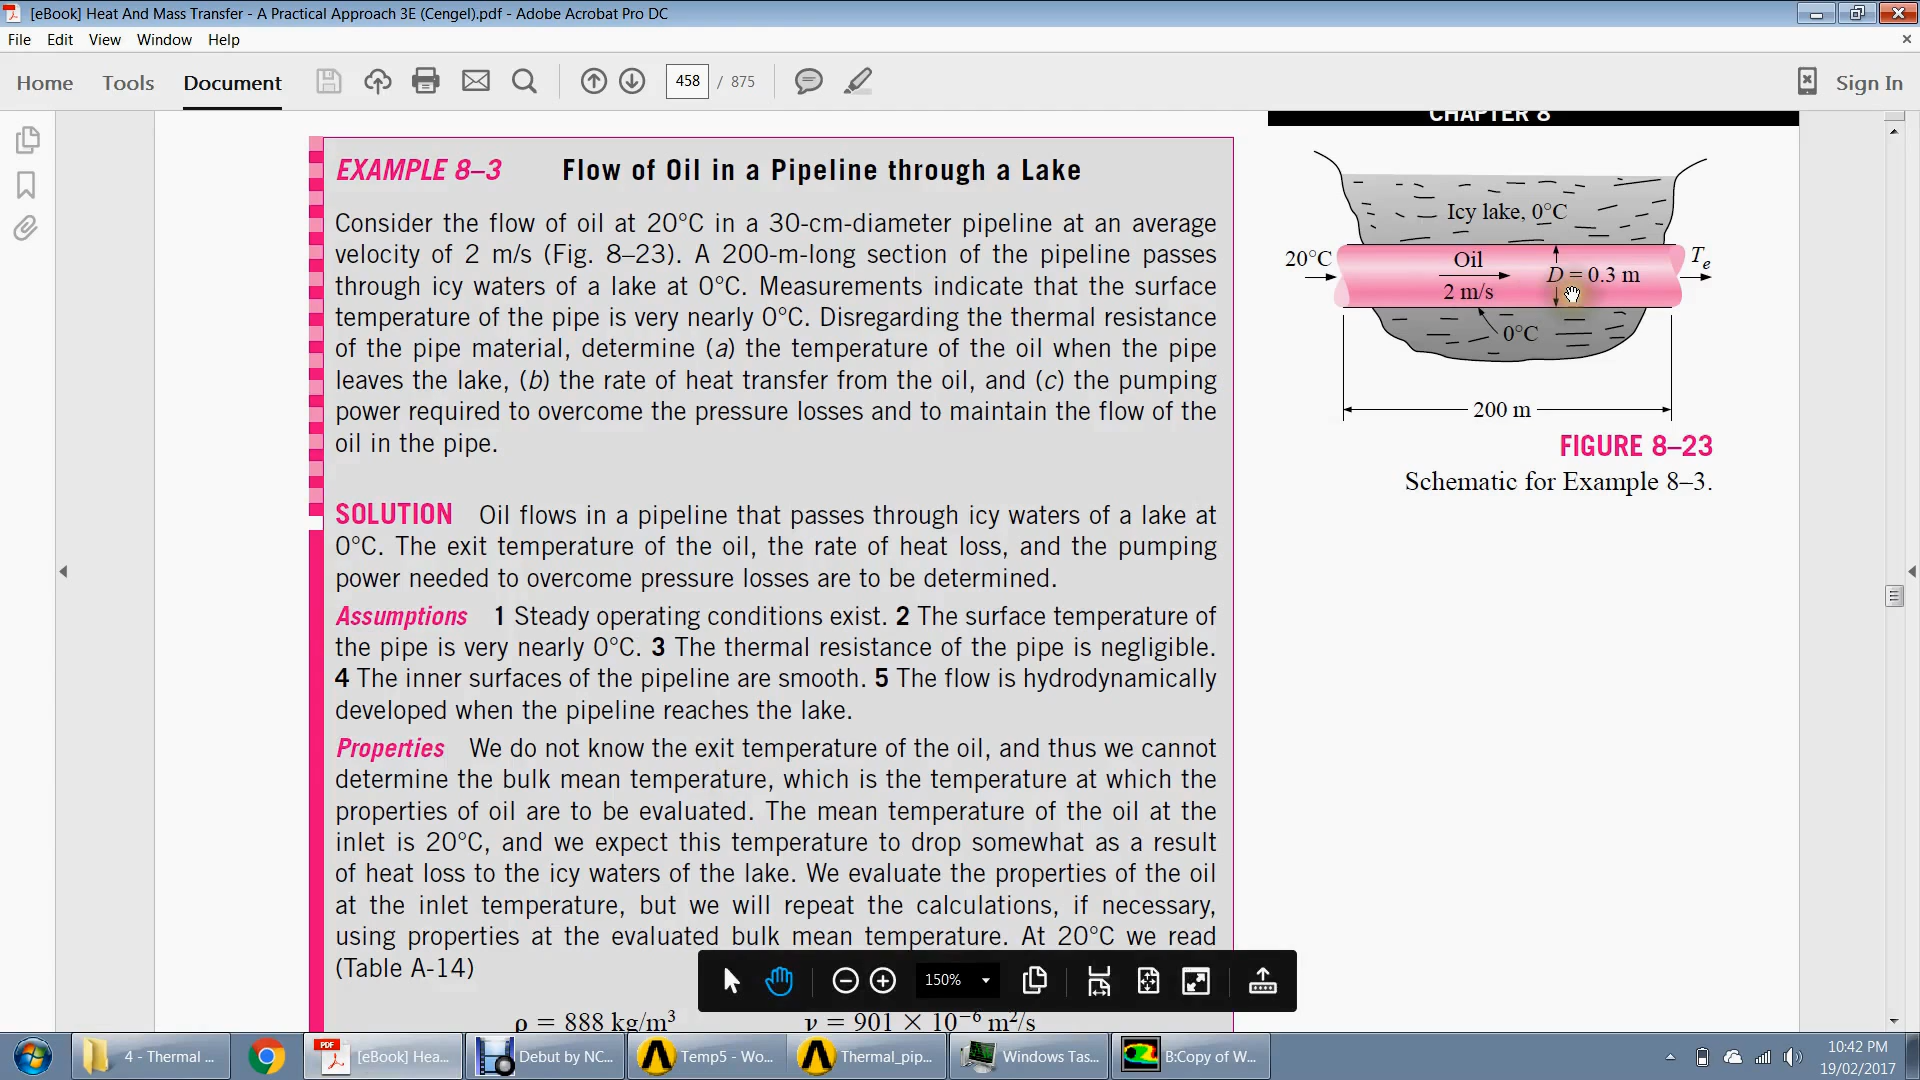 [eBook] Heat And Mass Transfer - A Practical Approach 3E (Cengel).pdf - Adobe Acrobat Pro DC
File Edit View Window Help
Home Tools Document 458 / 875 Sign In
CHAPTER 8
EXAMPLE 8–3 Flow of Oil in a Pipeline through a Lake
Consider the flow of oil at 20°C in a 30-cm-diameter pipeline at an average
velocity of 2 m/s (Fig. 8–23). A 200-m-long section of the pipeline passes
through icy waters of a lake at 0°C. Measurements indicate that the surface
temperature of the pipe is very nearly 0°C. Disregarding the thermal resistance
of the pipe material, determine (a) the temperature of the oil when the pipe
leaves the lake, (b) the rate of heat transfer from the oil, and (c) the pumping
power required to overcome the pressure losses and to maintain the flow of the
oil in the pipe.
SOLUTION Oil flows in a pipeline that passes through icy waters of a lake at
0°C. The exit temperature of the oil, the rate of heat loss, and the pumping
power needed to overcome pressure losses are to be determined.
Assumptions 1 Steady operating conditions exist. 2 The surface temperature of
the pipe is very nearly 0°C. 3 The thermal resistance of the pipe is negligible.
4 The inner surfaces of the pipeline are smooth. 5 The flow is hydrodynamically
developed when the pipeline reaches the lake.
Properties We do not know the exit temperature of the oil, and thus we cannot
determine the bulk mean temperature, which is the temperature at which the
properties of oil are to be evaluated. The mean temperature of the oil at the
inlet is 20°C, and we expect this temperature to drop somewhat as a result
of heat loss to the icy waters of the lake. We evaluate the properties of the oil
at the inlet temperature, but we will repeat the calculations, if necessary,
using properties at the evaluated bulk mean temperature. At 20°C we read
(Table A-14)
ρ = 888 kg/m³ ν = 901 × 10⁻⁶ m²/s
Icy lake, 0°C
20°C Oil Tₑ
D = 0.3 m
2 m/s
0°C
200 m
FIGURE 8–23
Schematic for Example 8–3.
150%
4 - Thermal ... [eBook] Hea... Debut by NC... Temp5 - Wo... Thermal_pip... Windows Tas... B:Copy of W...
10:42 PM
19/02/2017